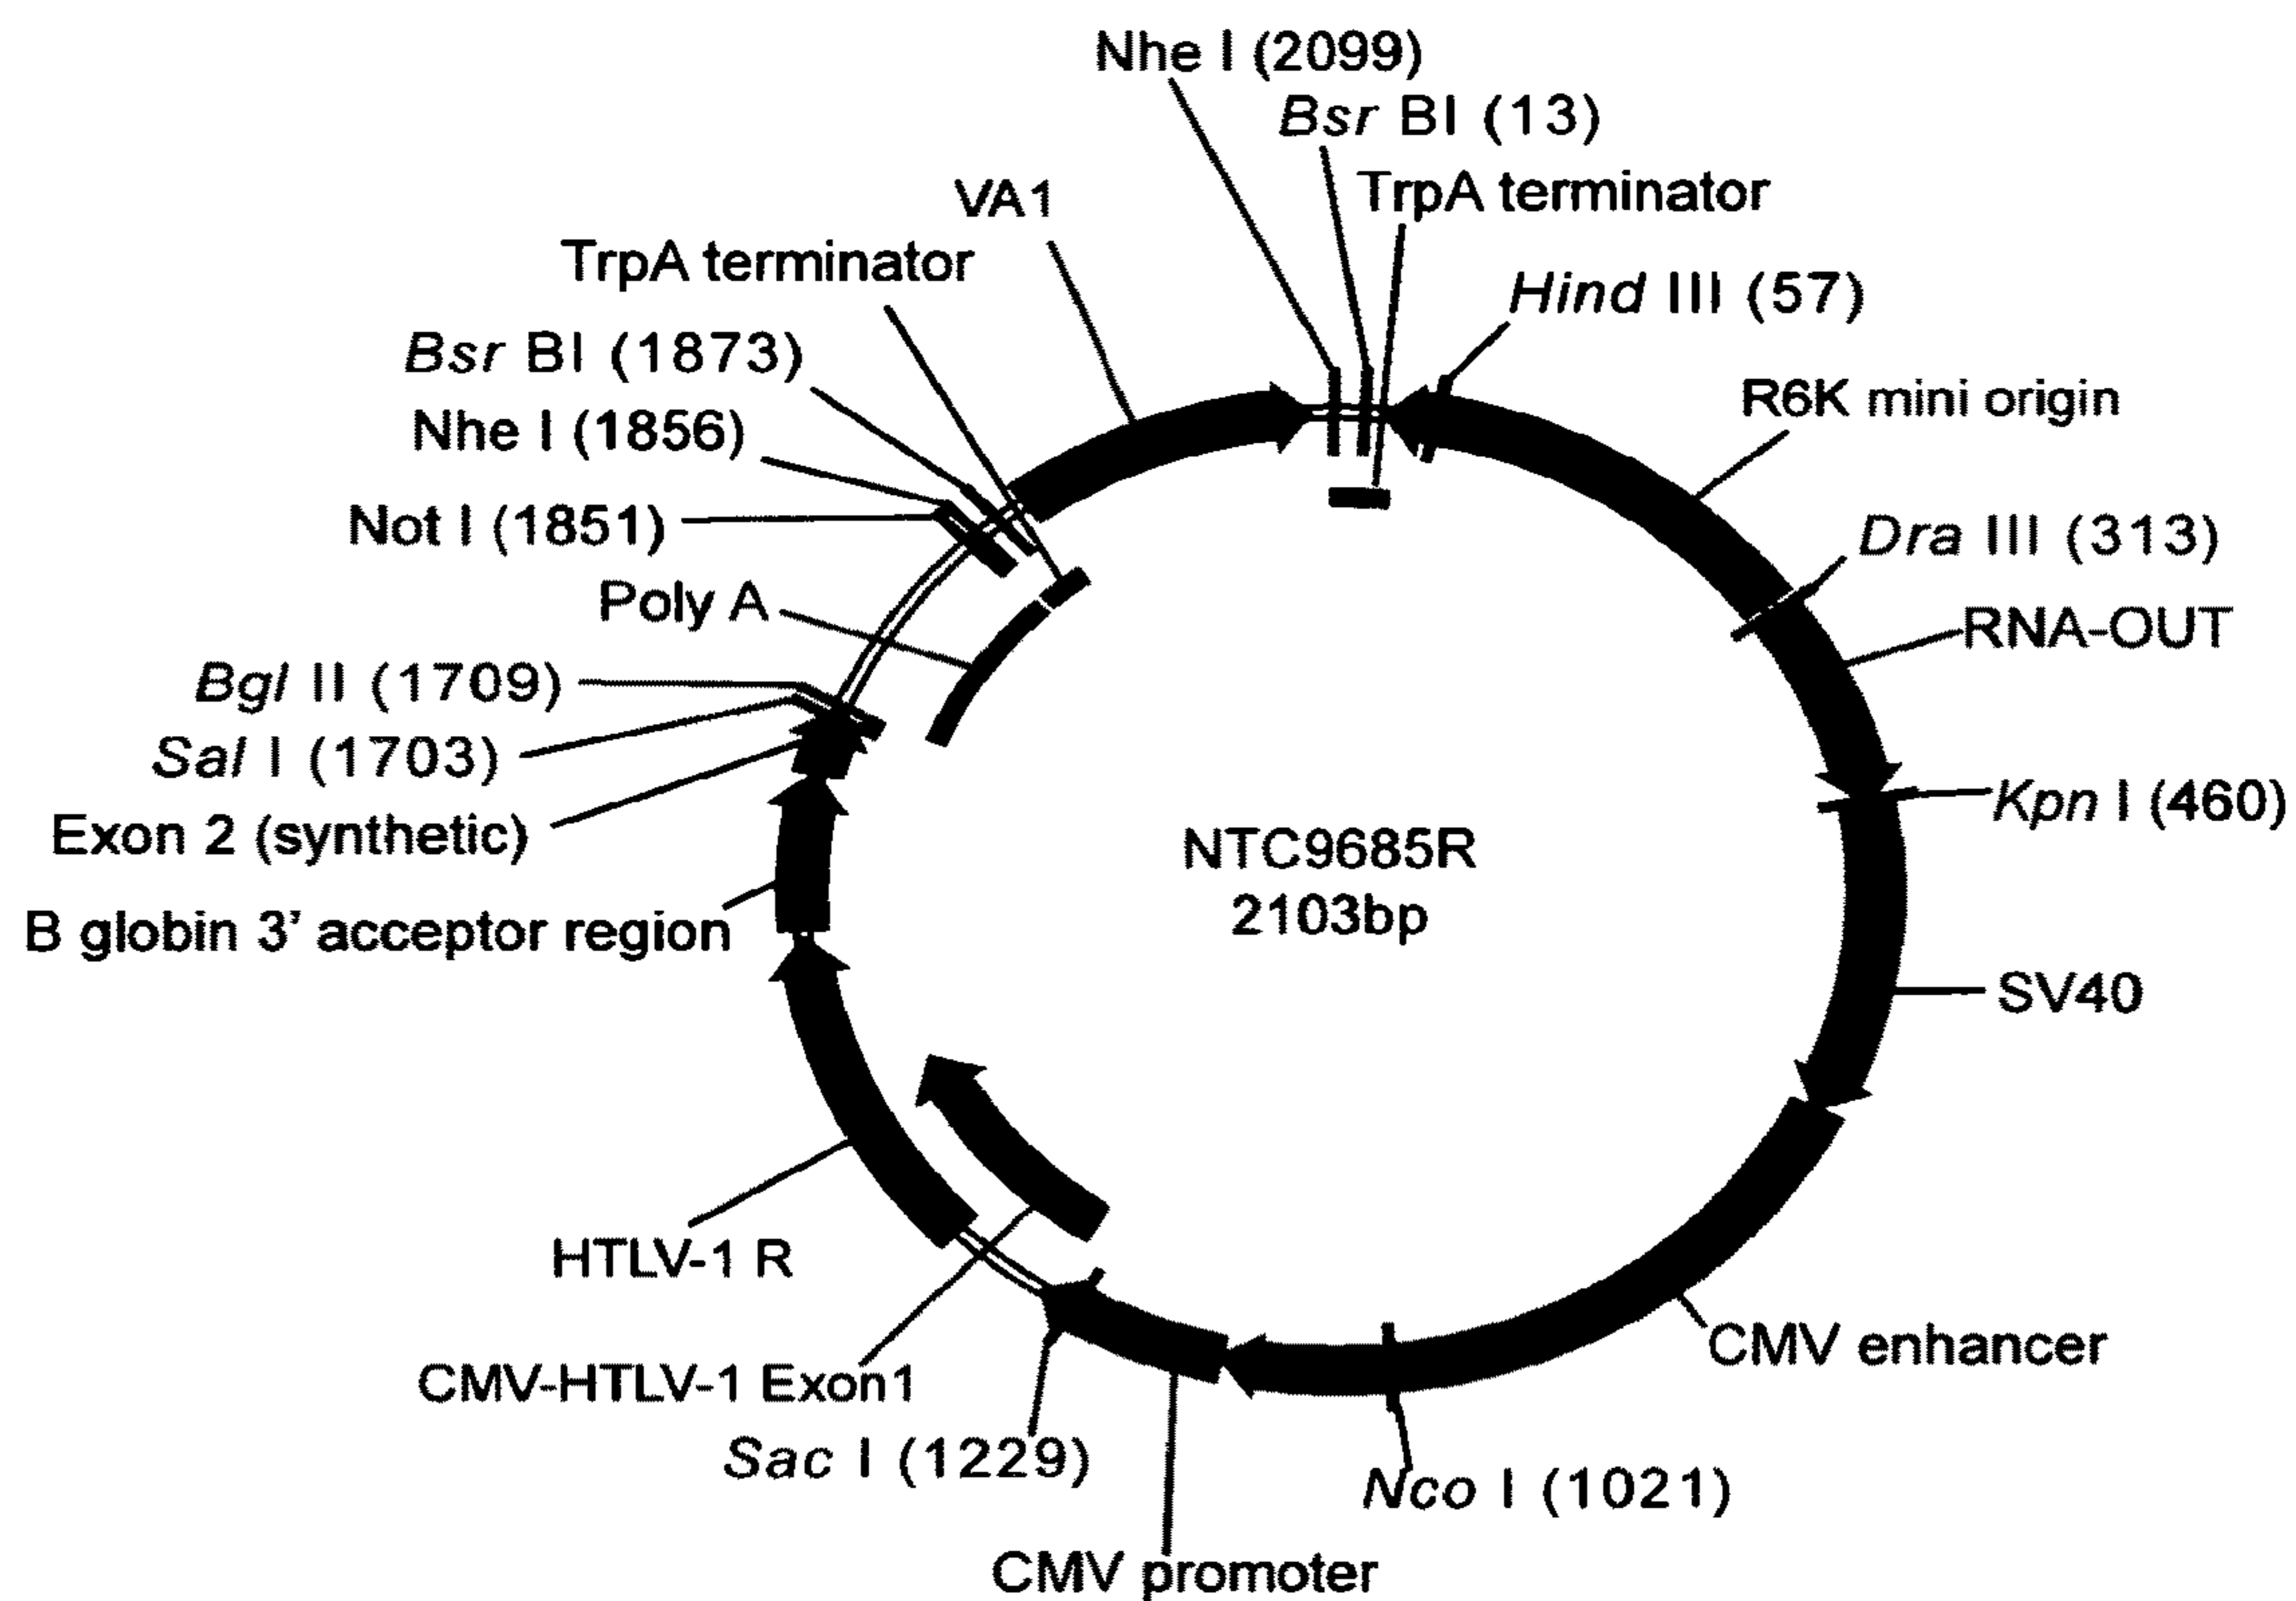 Nhe I (2099)
Bsr BI (13)
TrpA terminator
VA1
TrpA terminator
Hind III (57)
Bsr BI (1873)
R6K mini origin
Nhe I (1856)
Not I (1851)
Dra III (313)
Poly A
RNA-OUT
Bgl II (1709)
Sal I (1703)
Kpn I (460)
Exon 2 (synthetic)
NTC9685R
2103bp
B globin 3' acceptor region
SV40
HTLV-1 R
CMV enhancer
CMV-HTLV-1 Exon1
Sac I (1229)
Nco I (1021)
CMV promoter